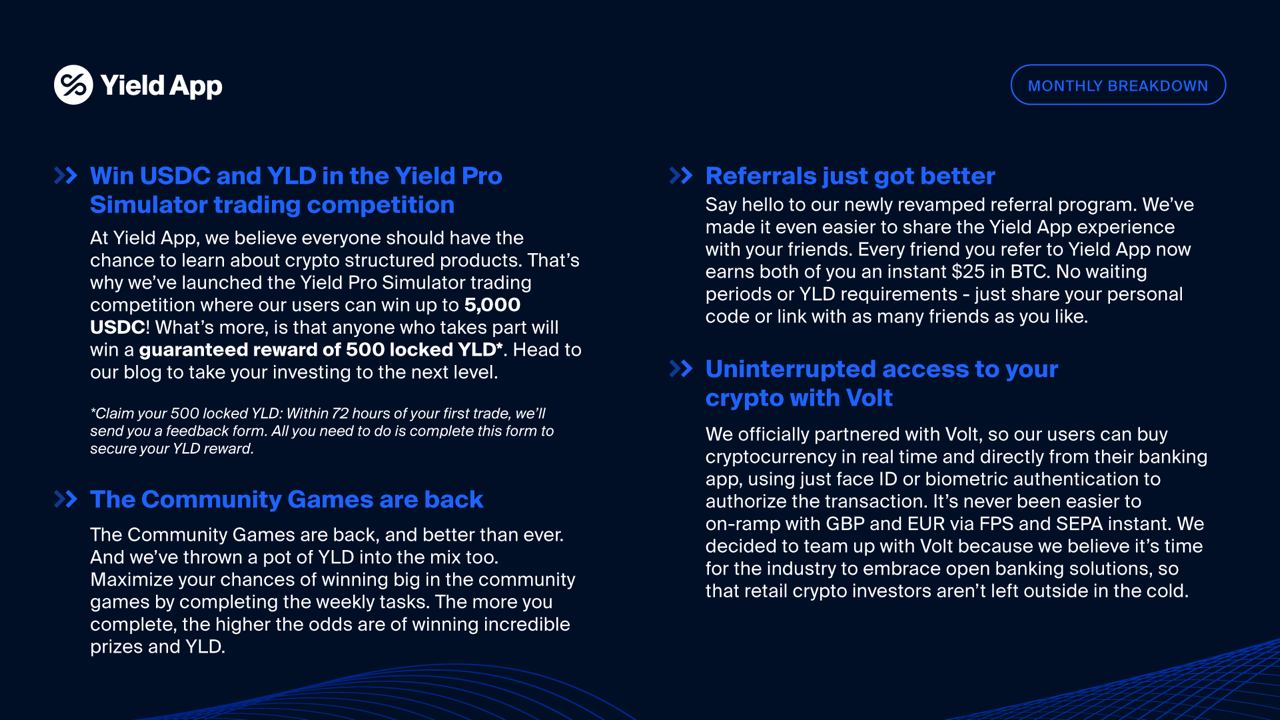 Yield App
MONTHLY BREAKDOWN
Win USDC and YLD in the Yield Pro
Simulator trading competition
At Yield App, we believe everyone should have the
chance to learn about crypto structured products. That’s
why we’ve launched the Yield Pro Simulator trading
competition where our users can win up to 5,000
USDC! What’s more, is that anyone who takes part will
win a guaranteed reward of 500 locked YLD*. Head to
our blog to take your investing to the next level.
*Claim your 500 locked YLD: Within 72 hours of your first trade, we’ll
send you a feedback form. All you need to do is complete this form to
secure your YLD reward.
The Community Games are back
The Community Games are back, and better than ever.
And we’ve thrown a pot of YLD into the mix too.
Maximize your chances of winning big in the community
games by completing the weekly tasks. The more you
complete, the higher the odds are of winning incredible
prizes and YLD.
Referrals just got better
Say hello to our newly revamped referral program. We’ve
made it even easier to share the Yield App experience
with your friends. Every friend you refer to Yield App now
earns both of you an instant $25 in BTC. No waiting
periods or YLD requirements - just share your personal
code or link with as many friends as you like.
Uninterrupted access to your
crypto with Volt
We officially partnered with Volt, so our users can buy
cryptocurrency in real time and directly from their banking
app, using just face ID or biometric authentication to
authorize the transaction. It’s never been easier to
on-ramp with GBP and EUR via FPS and SEPA instant. We
decided to team up with Volt because we believe it’s time
for the industry to embrace open banking solutions, so
that retail crypto investors aren’t left outside in the cold.